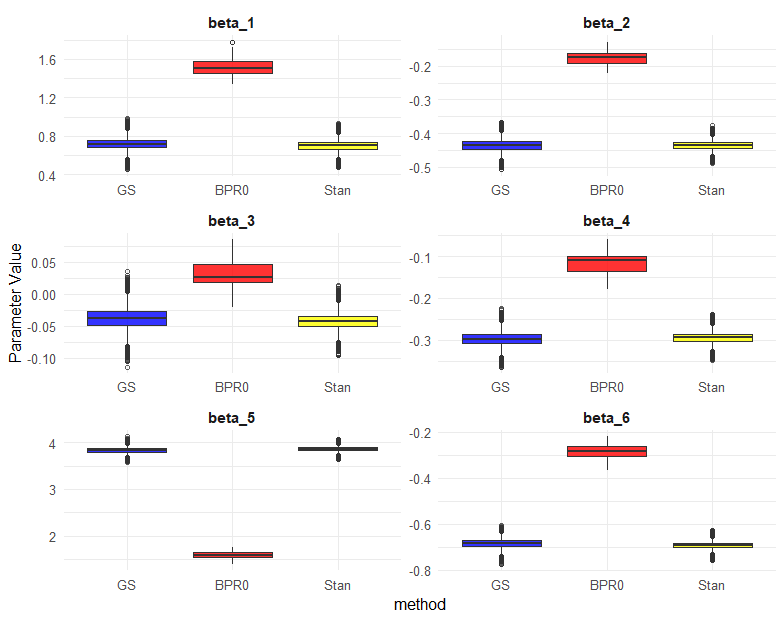 beta_1
beta_2
1.6
1.2
0.8
0.4
GS BPR0 Stan
-0.2
-0.3
-0.4
-0.5
GS BPR0 Stan
beta_3
beta_4
Parameter Value
0.05
0.00
-0.05
-0.10
GS BPR0 Stan
-0.1
-0.2
-0.3
GS BPR0 Stan
beta_5
beta_6
4
3
2
GS BPR0 Stan
-0.2
-0.4
-0.6
-0.8
GS BPR0 Stan
method